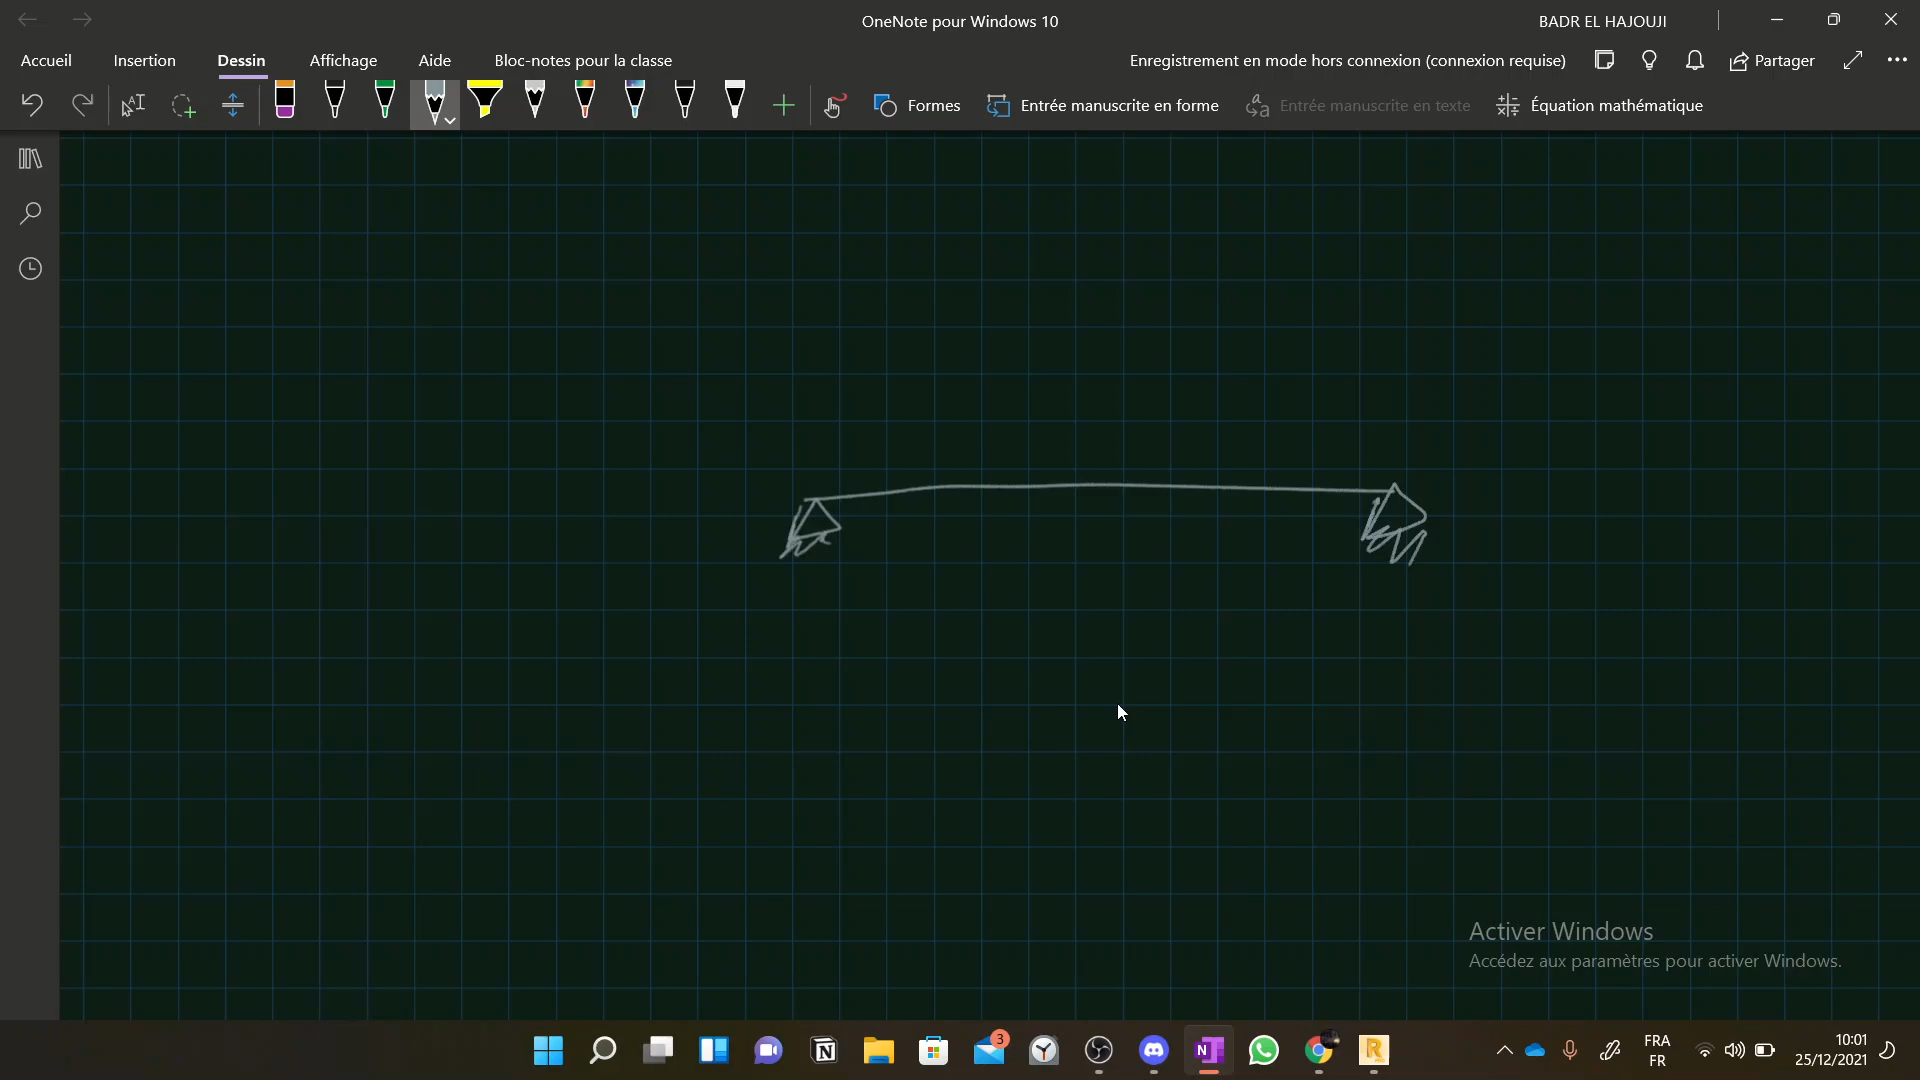 OneNote pour Windows 10
BADR EL HAJOUJI
Accueil
Insertion
Dessin
Affichage
Aide
Bloc-notes pour la classe
Enregistrement en mode hors connexion (connexion requise)
Partager
Formes
Entrée manuscrite en forme
Entrée manuscrite en texte
Équation mathématique
Activer Windows
Accédez aux paramètres pour activer Windows.
3
FRA
FR
10:01
25/12/2021